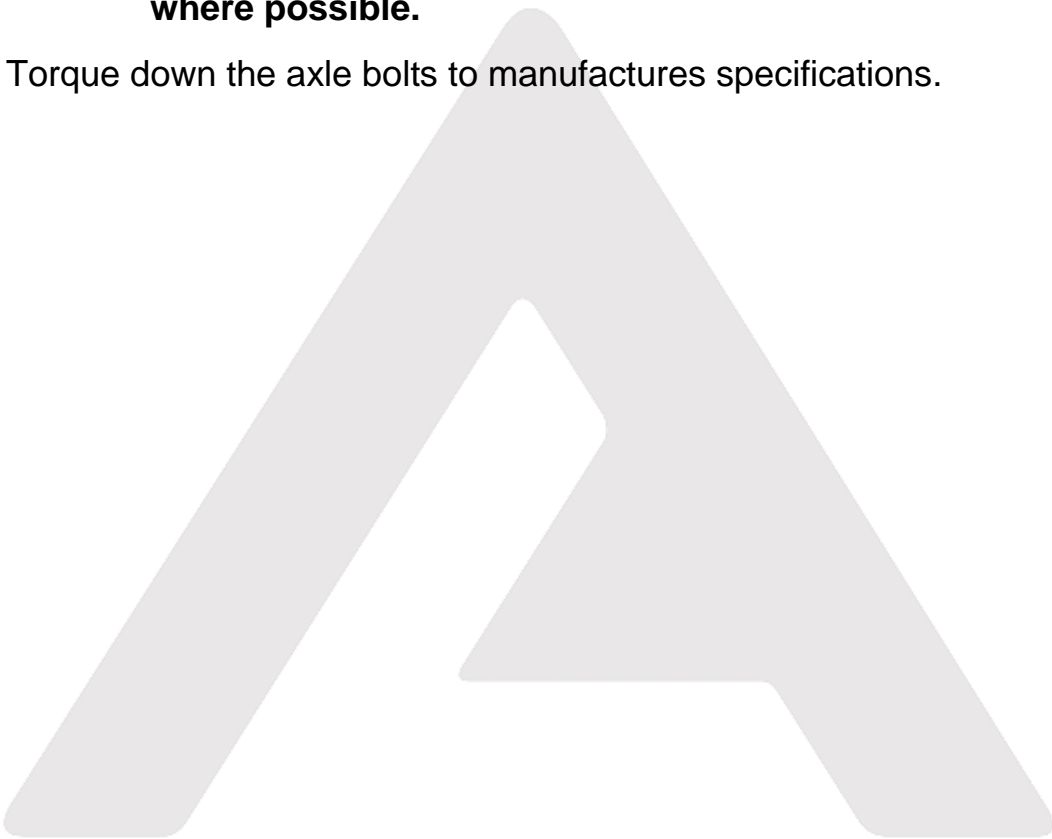 where possible.
Torque down the axle bolts to manufactures specifications.